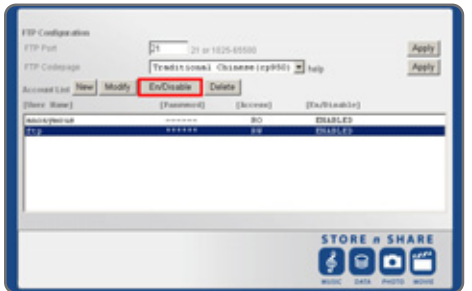 FTP Configuration
FTP Port 21 21 or 1025-65500 Apply
FTP Codepage Traditional Chinese(cp950) help Apply
Account List New Modify En/Disable Delete
[User Name] [Password] [Access] [En/Disable]
anonymous ------ RO ENABLED
ftp ****** RW ENABLED
STORE n SHARE
MUSIC DATA PHOTO MOVIE